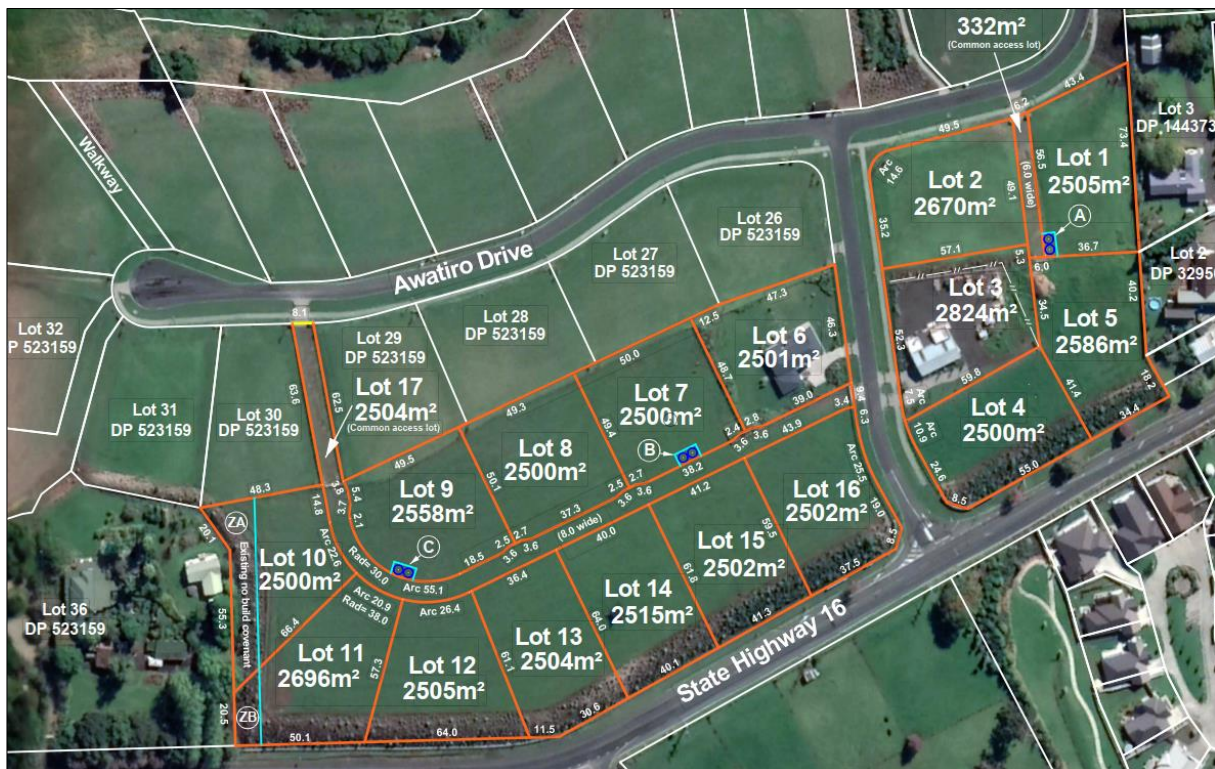 332m²
(Common access lot)
43.4
6.2
49.5
Lot 3
DP 144373
73.4
Arc
14.6
56.5
(6.0 wide)
49.1
Lot 1
2505m²
Lot 2
2670m²
A
35.2
57.1
5.3
6.0
36.7
Lot 2
DP 32950
40.2
Walkway
Lot 26
DP 523159
Lot 27
DP 523159
Awatiro Drive
Lot 28
DP 523159
Lot 29
DP 523159
8.1
Lot 32
P 523159
Lot 31
DP 523159
Lot 30
DP 523159
63.6
62.5
Lot 17
2504m²
(Common access lot)
Lot 3
2824m²
34.5
Lot 5
2586m²
52.3
59.8
41.4
18.2
34.4
Arc
7.5
Arc
10.9
Lot 4
2500m²
24.6
8.5
55.0
47.3
12.5
46.3
Lot 6
2501m²
48.7
39.0
2.8
2.4
3.4
9.4
6.3
50.0
Lot 7
2500m²
49.4
B
38.2
3.6
3.6
43.9
49.3
Lot 8
2500m²
50.1
37.3
2.5
2.7
(8.0 wide)
3.6
3.6
41.2
49.5
Lot 9
2558m²
3.8
5.4
3.7
2.1
Rad= 30.0
C
Arc 55.1
18.5
2.5
2.7
3.6
3.6
40.0
48.3
14.8
Arc 22.6
20.1
ZA
Existing no build covenant
Lot 10
2500m²
66.4
Arc 20.9
Rad= 38.0
Arc 26.4
36.4
Arc 25.5
19.0
8.5
Lot 16
2502m²
59.5
37.5
Lot 15
2502m²
61.8
41.3
Lot 14
2515m²
64.0
40.1
Lot 13
2504m²
61.1
30.6
Lot 12
2505m²
57.3
64.0
11.5
Lot 11
2696m²
50.1
Lot 36
DP 523159
55.3
20.5
ZB
State Highway 16